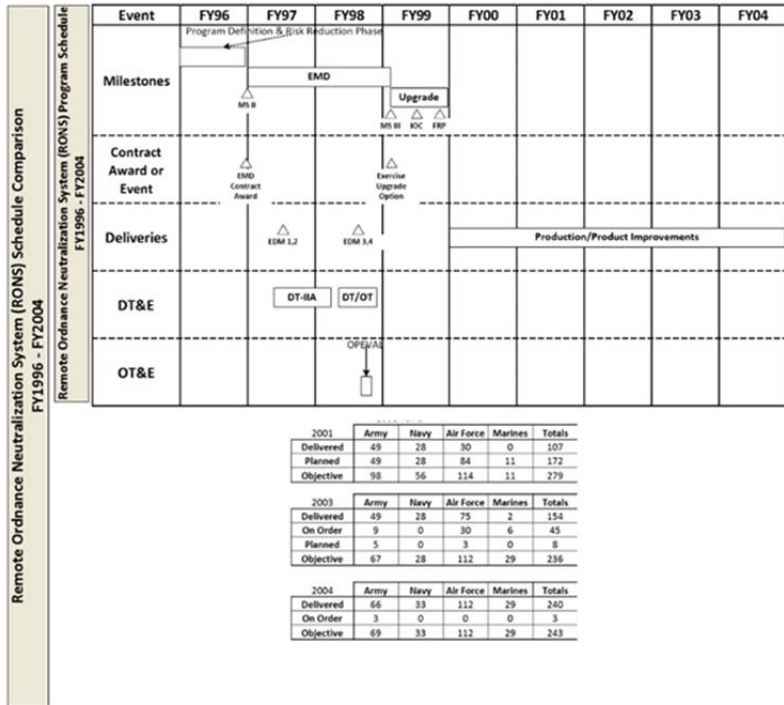 Remote Ordnance Neutralization System (RONS) Schedule Comparison
FY1996 - FY2004
Remote Ordnance Neutralization System (RONS) Program Schedule
FY1996 - FY2004
Event FY96 FY97 FY98 FY99 FY00 FY01 FY02 FY03 FY04
Program Definition & Risk Reduction Phase
Milestones
EMD
Upgrade
MS II
MS III IOC FRP
Contract
Award or
Event
EMD
Contract
Award
Exercise
Upgrade
Option
Deliveries
EDM 1,2
EDM 3,4
Production/Product Improvements
DT&E
DT-IIA
DT/OT
OPEVAL
OT&E
2001 Army Navy Air Force Marines Totals
Delivered 49 28 30 0 107
Planned 49 28 84 11 172
Objective 98 56 114 11 279
2003 Army Navy Air Force Marines Totals
Delivered 49 28 75 2 154
On Order 9 0 30 6 45
Planned 5 0 3 0 8
Objective 67 28 112 29 236
2004 Army Navy Air Force Marines Totals
Delivered 66 33 112 29 240
On Order 3 0 0 0 3
Objective 69 33 112 29 243